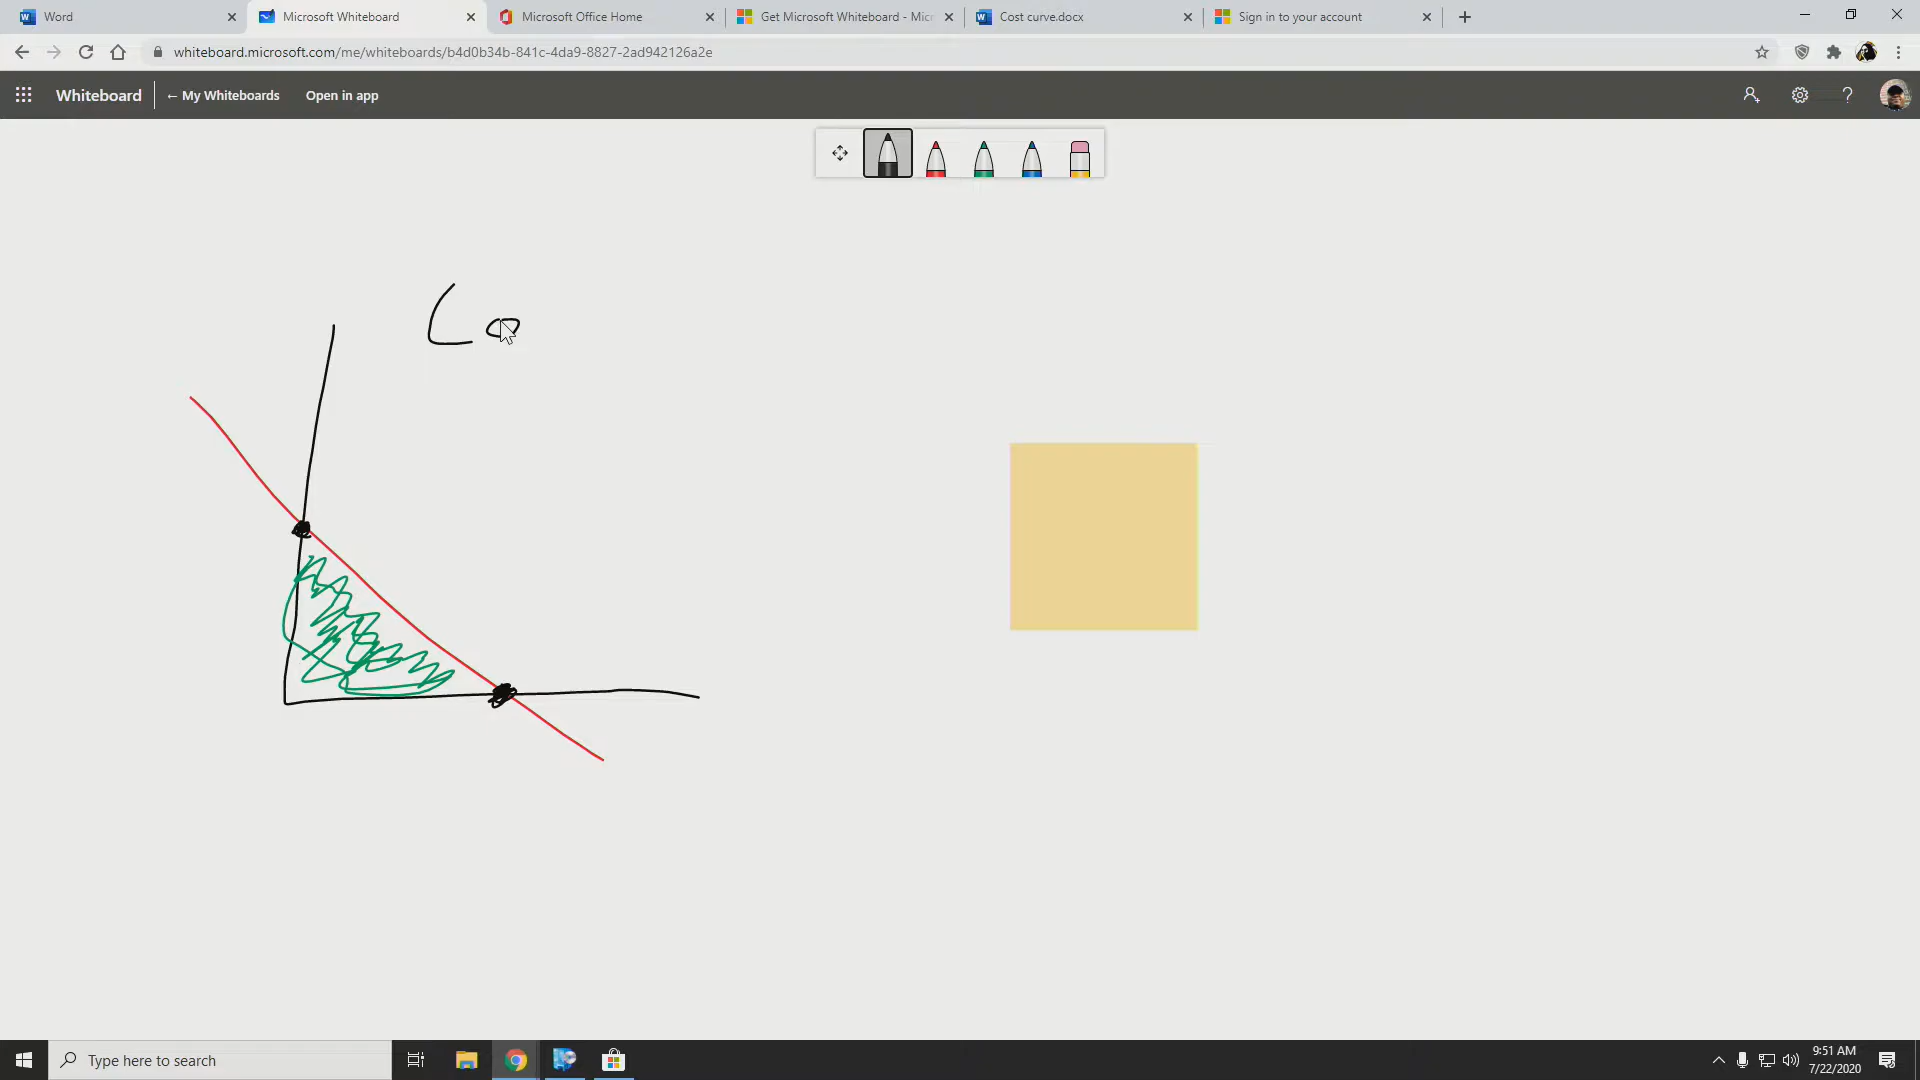 Word
Microsoft Whiteboard
Microsoft Office Home
Get Microsoft Whiteboard - Micr
Cost curve.docx
Sign in to your account
whiteboard.microsoft.com/me/whiteboards/b4d0b34b-841c-4da9-8827-2ad942126a2e
Whiteboard
← My Whiteboards
Open in app
Co
Type here to search
9:51 AM
7/22/2020